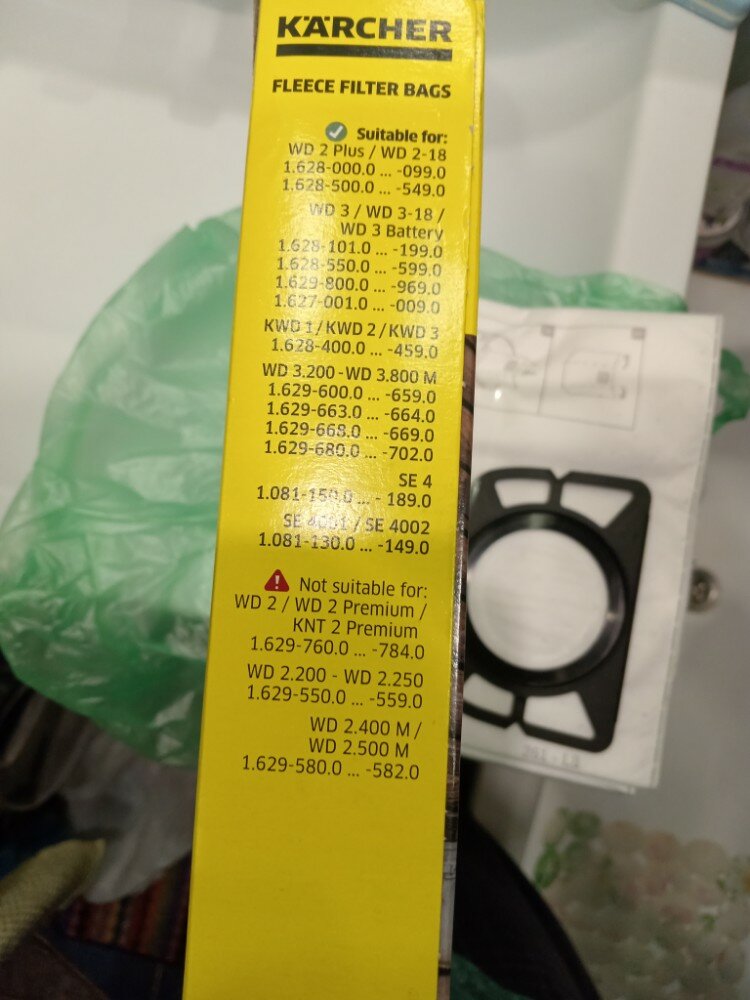 KÄRCHER
FLEECE FILTER BAGS
Suitable for:
WD 2 Plus / WD 2-18
1.628-000.0 ... -099.0
1.628-500.0 ... -549.0
WD 3 / WD 3-18 /
WD 3 Battery
1.628-101.0 ... -199.0
1.628-550.0 ... -599.0
1.629-800.0 ... -969.0
1.627-001.0 ... -009.0
KWD 1 / KWD 2 / KWD 3
1.628-400.0 ... -459.0
WD 3.200 - WD 3.800 M
1.629-600.0 ... -659.0
1.629-663.0 ... -664.0
1.629-668.0 ... -669.0
1.629-680.0 ... -702.0
SE 4
1.081-150.0 ... - 189.0
SE 4001 / SE 4002
1.081-130.0 ... -149.0
Not suitable for:
WD 2 / WD 2 Premium /
KNT 2 Premium
1.629-760.0 ... -784.0
WD 2.200 - WD 2.250
1.629-550.0 ... -559.0
WD 2.400 M /
WD 2.500 M
1.629-580.0 ... -582.0